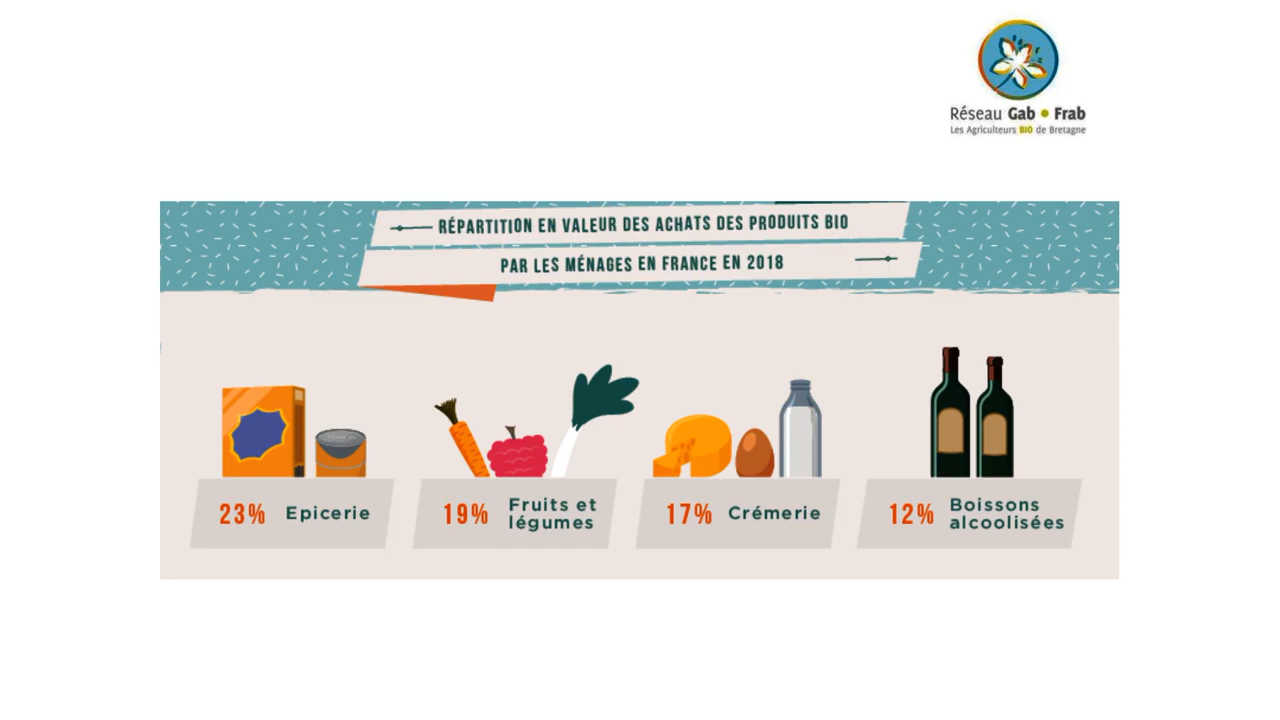 Réseau Gab • Frab
Les Agriculteurs BIO de Bretagne
RÉPARTITION EN VALEUR DES ACHATS DES PRODUITS BIO
PAR LES MÉNAGES EN FRANCE EN 2018
23% Epicerie
19% Fruits et
légumes
17% Crémerie
12% Boissons
alcoolisées